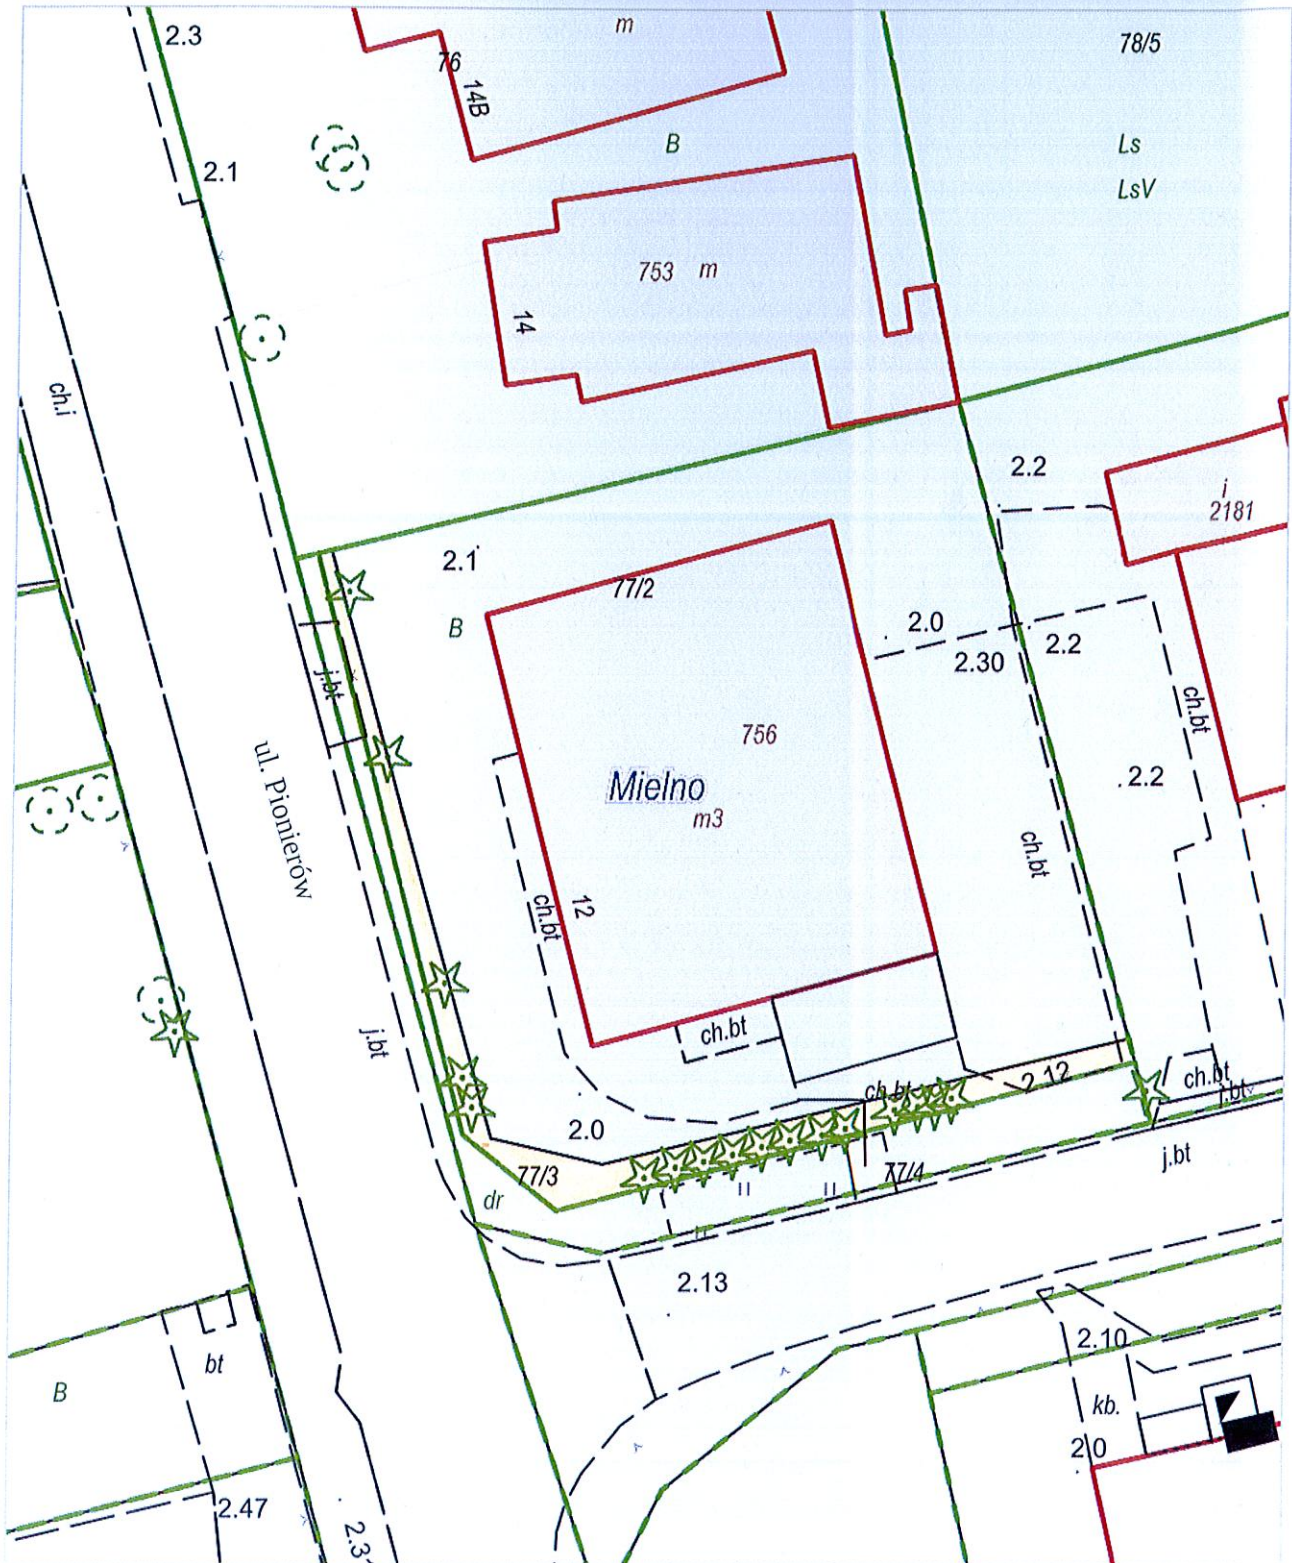 2.3
m
78/5
76
14B
B
Ls
2.1
LsV
753 m
14
ch.i
2.2
i
2181
2.1
77/2
B
2.0
2.2
2.30
j.bt
ch.bt
756
ul. Pionierów
Mielno
2.2
m3
ch.bt
12
ch.bt
j.bt
ch.bt
ch.bt
2.12
ch.bt
j.bt
2.0
j.bt
77/3
77/4
dr
2.13
2.10
bt
B
kb.
2.0
2.47